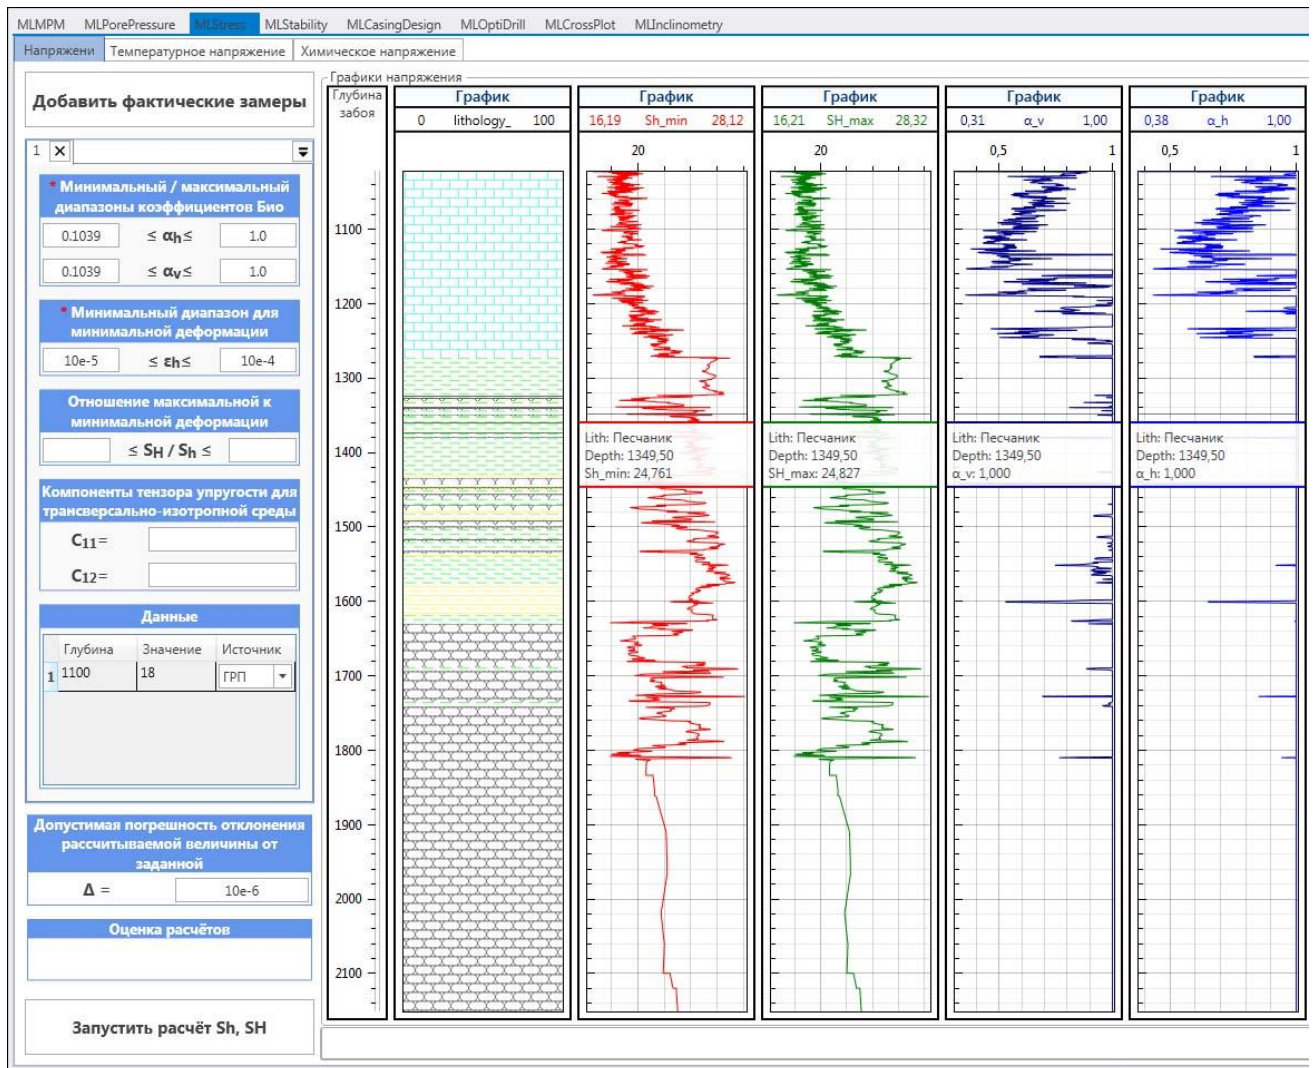 MLMPM MLPorePressure MLStress MLStability MLCasingDesign MLOptiDrill MLCrossPlot MLInclinometry
Напряжени Температурное напряжение Химическое напряжение
Добавить фактические замеры
1
* Минимальный / максимальный
диапазоны коэффициентов Био
0.1039 ≤ αh≤ 1.0
0.1039 ≤ αv≤ 1.0
* Минимальный диапазон для
минимальной деформации
10e-5 ≤ εh≤ 10e-4
Отношение максимальной к
минимальной деформации
≤ SH / Sh ≤
Компоненты тензора упругости для
трансверсально-изотропной среды
C11=
C12=
Данные
Глубина Значение Источник
1 1100 18 ГРП
Допустимая погрешность отклонения
рассчитываемой величины от
заданной
Δ = 10e-6
Оценка расчётов
Запустить расчёт Sh, SH
Графики напряжения
Глубина
забоя
График
0 lithology_ 100
График
16,19 Sh_min 28,12
20
График
16,21 SH_max 28,32
20
График
0,31 α_v 1,00
0,5 1
График
0,38 α_h 1,00
0,5 1
1100
1200
1300
1400
1500
1600
1700
1800
1900
2000
2100
Lith: Песчаник
Depth: 1349,50
Sh_min: 24,761
Lith: Песчаник
Depth: 1349,50
SH_max: 24,827
Lith: Песчаник
Depth: 1349,50
α_v: 1,000
Lith: Песчаник
Depth: 1349,50
α_h: 1,000